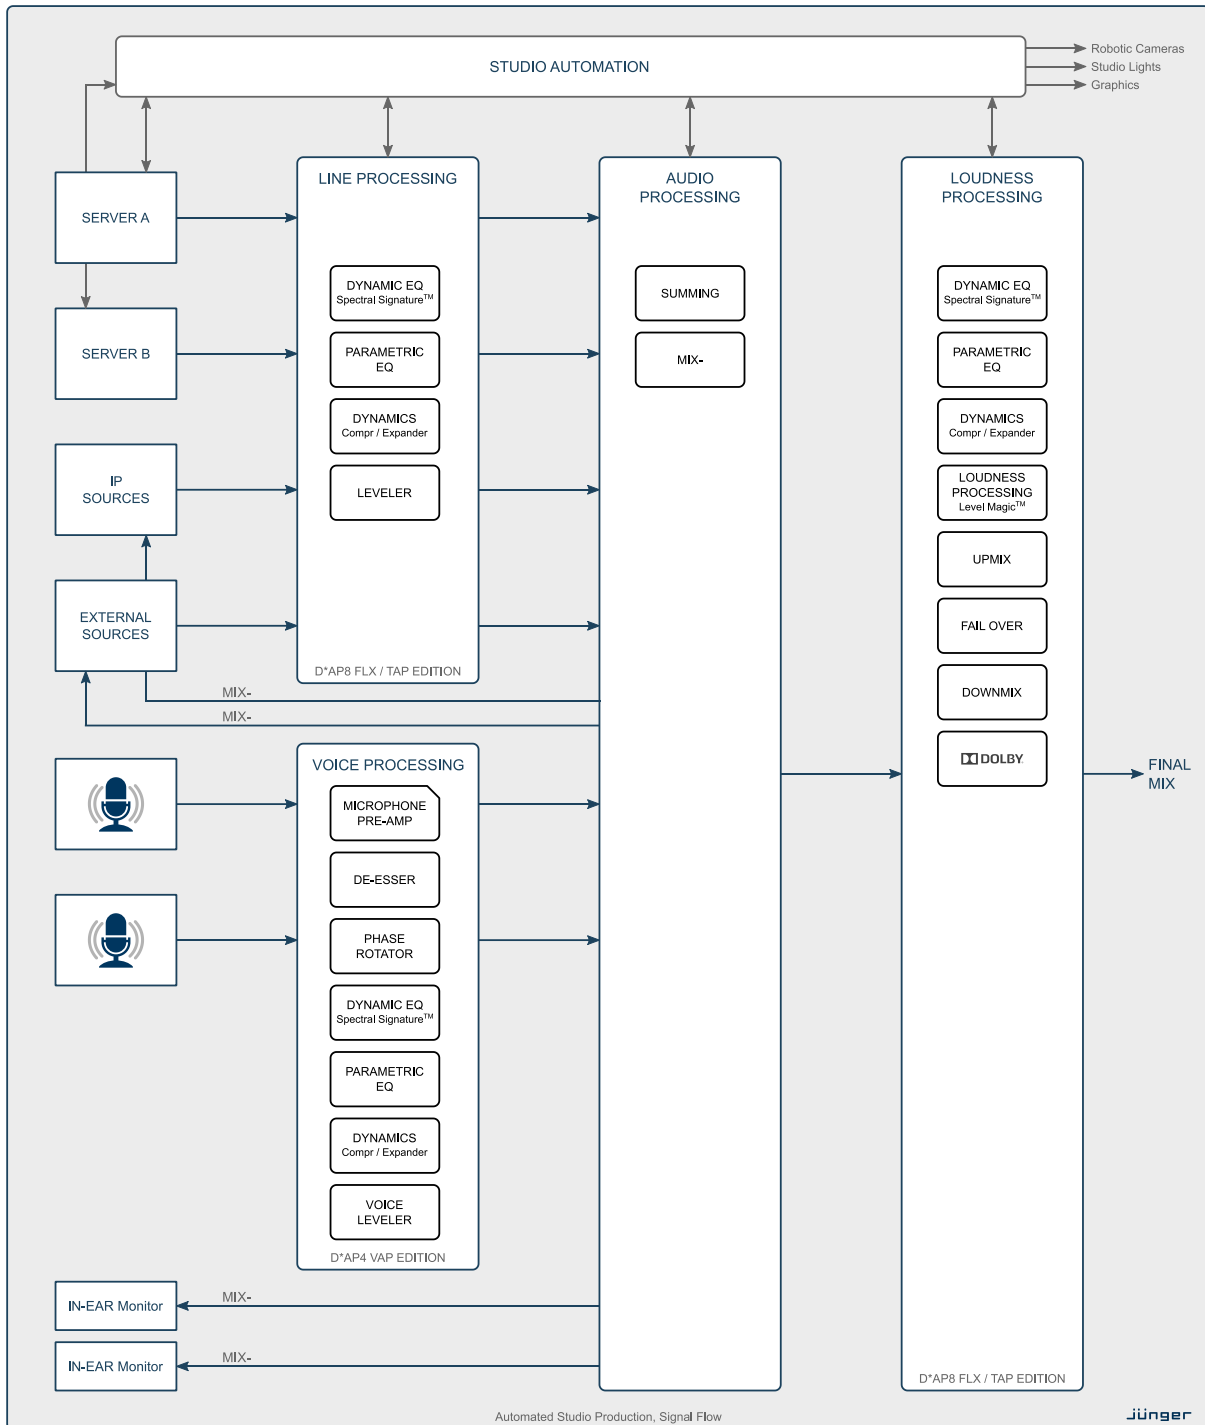 STUDIO AUTOMATION
Robotic Cameras
Studio Lights
Graphics
SERVER A
SERVER B
IP
SOURCES
EXTERNAL
SOURCES
LINE PROCESSING
DYNAMIC EQ
Spectral Signature™
PARAMETRIC
EQ
DYNAMICS
Compr / Expander
LEVELER
D*AP8 FLX / TAP EDITION
MIX-
MIX-
VOICE PROCESSING
MICROPHONE
PRE-AMP
DE-ESSER
PHASE
ROTATOR
DYNAMIC EQ
Spectral Signature™
PARAMETRIC
EQ
DYNAMICS
Compr / Expander
VOICE
LEVELER
D*AP4 VAP EDITION
IN-EAR Monitor
MIX-
IN-EAR Monitor
MIX-
AUDIO
PROCESSING
SUMMING
MIX-
LOUDNESS
PROCESSING
DYNAMIC EQ
Spectral Signature™
PARAMETRIC
EQ
DYNAMICS
Compr / Expander
LOUDNESS
PROCESSING
Level Magic™
UPMIX
FAIL OVER
DOWNMIX
DOLBY
D*AP8 FLX / TAP EDITION
FINAL
MIX
Automated Studio Production, Signal Flow
jünger